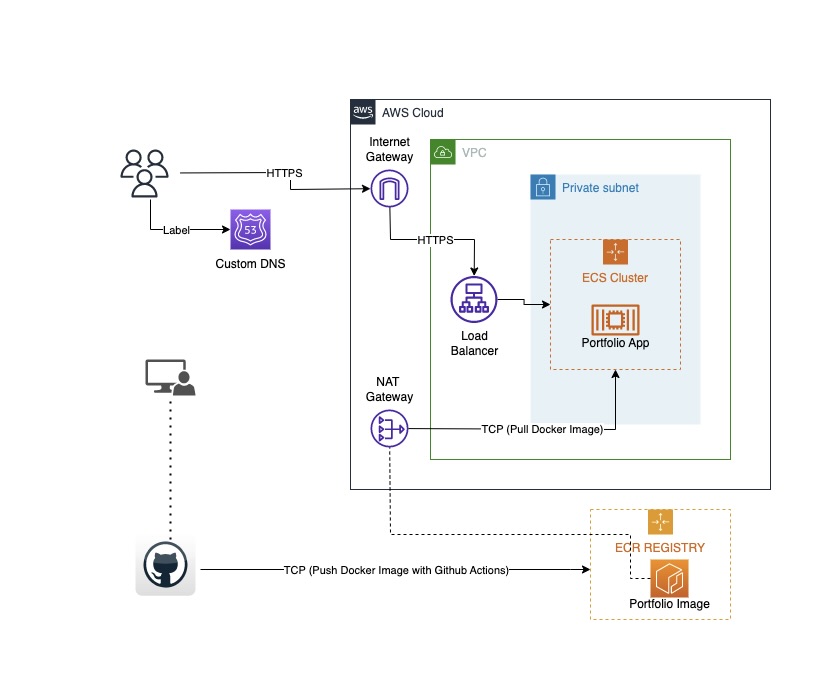 aws
AWS Cloud
Internet
Gateway
VPC
HTTPS
Private subnet
Label
53
Custom DNS
HTTPS
ECS Cluster
Load
Balancer
Portfolio App
NAT
Gateway
TCP (Pull Docker Image)
ECR REGISTRY
TCP (Push Docker Image with Github Actions)
Portfolio Image